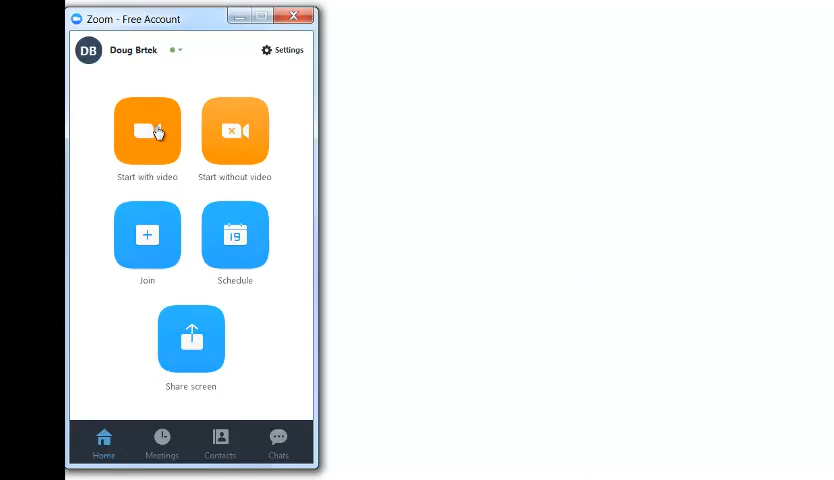 Zoom - Free Account
DB Doug Brtek Settings
Start with video Start without video
19
Join Schedule
Share screen
Home Meetings Contacts Chats